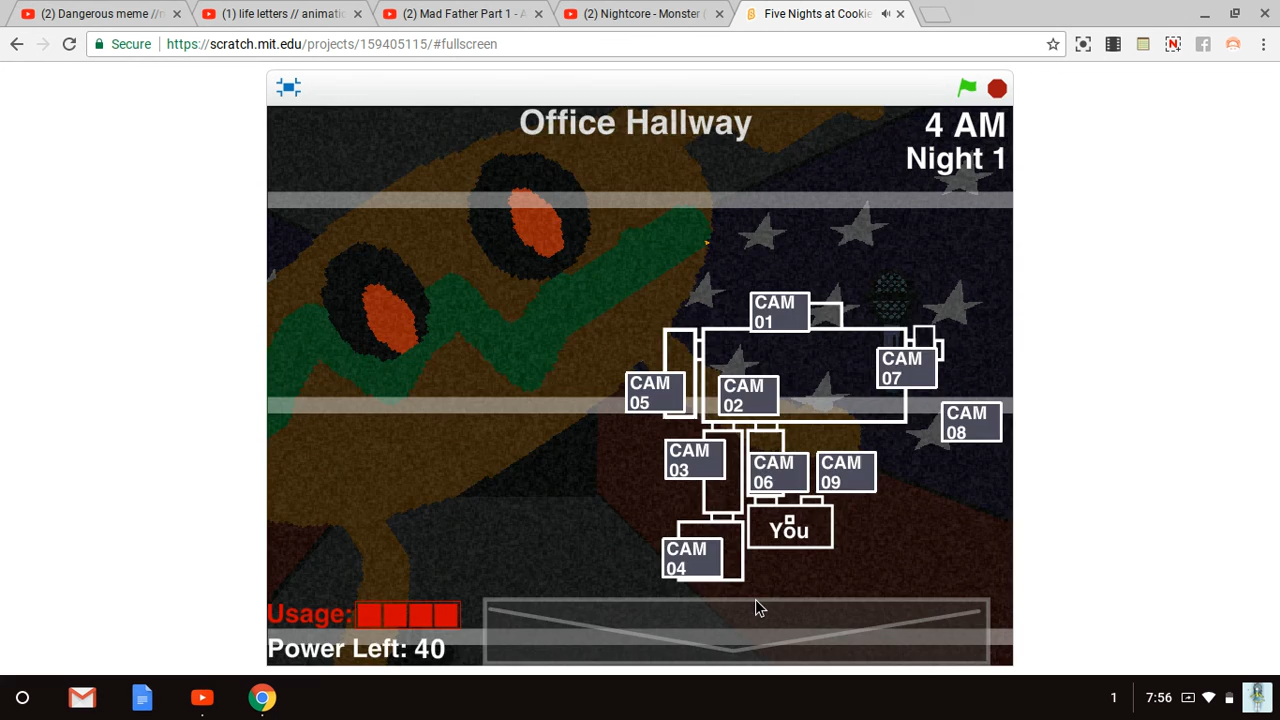 (2) Dangerous meme //m
(1) life letters // animatio
(2) Mad Father Part 1 - A
(2) Nightcore - Monster (
Five Nights at Cookie
Secure
https://scratch.mit.edu/projects/159405115/#fullscreen
Office Hallway
4 AM
Night 1
CAM
01
CAM
07
CAM
05
CAM
02
CAM
08
CAM
03
CAM
06
CAM
09
You
CAM
04
Usage:
Power Left: 40
1
7:56